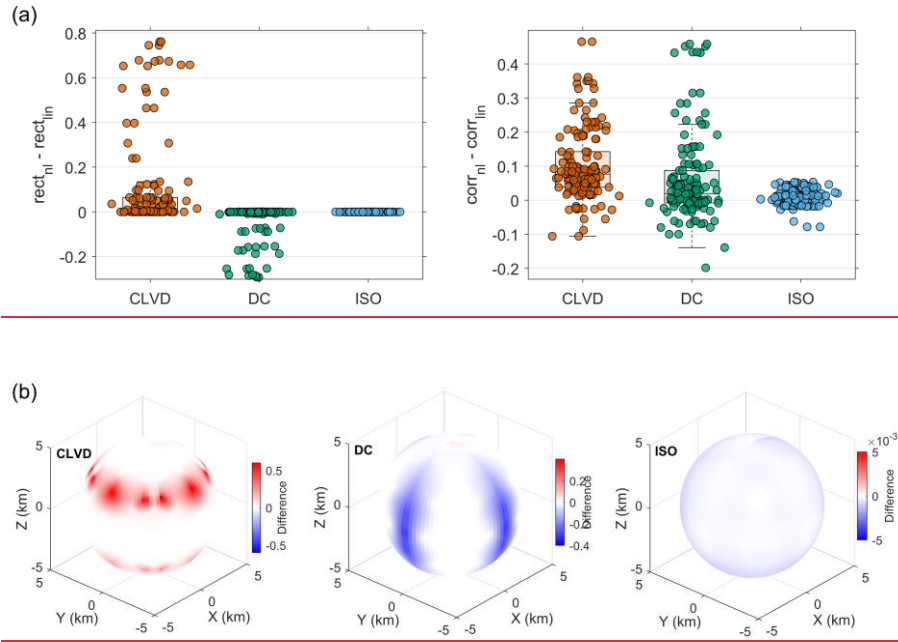 (a)
rect_nl - rect_lin
0.8
0.6
0.4
0.2
0
-0.2
CLVD DC ISO
corr_nl - corr_lin
0.4
0.3
0.2
0.1
0
-0.1
-0.2
CLVD DC ISO
(b)
CLVD
5
0
-5
Z (km)
5
0
-5
Y (km)
-5
0
5
X (km)
0.5
0
-0.5
Difference
DC
5
0
-5
Z (km)
5
0
-5
Y (km)
-5
0
5
X (km)
0.2
0
-0.4
Difference
ISO
5
0
-5
Z (km)
5
0
-5
Y (km)
-5
0
5
X (km)
× 10⁻³
5
0
-5
Difference